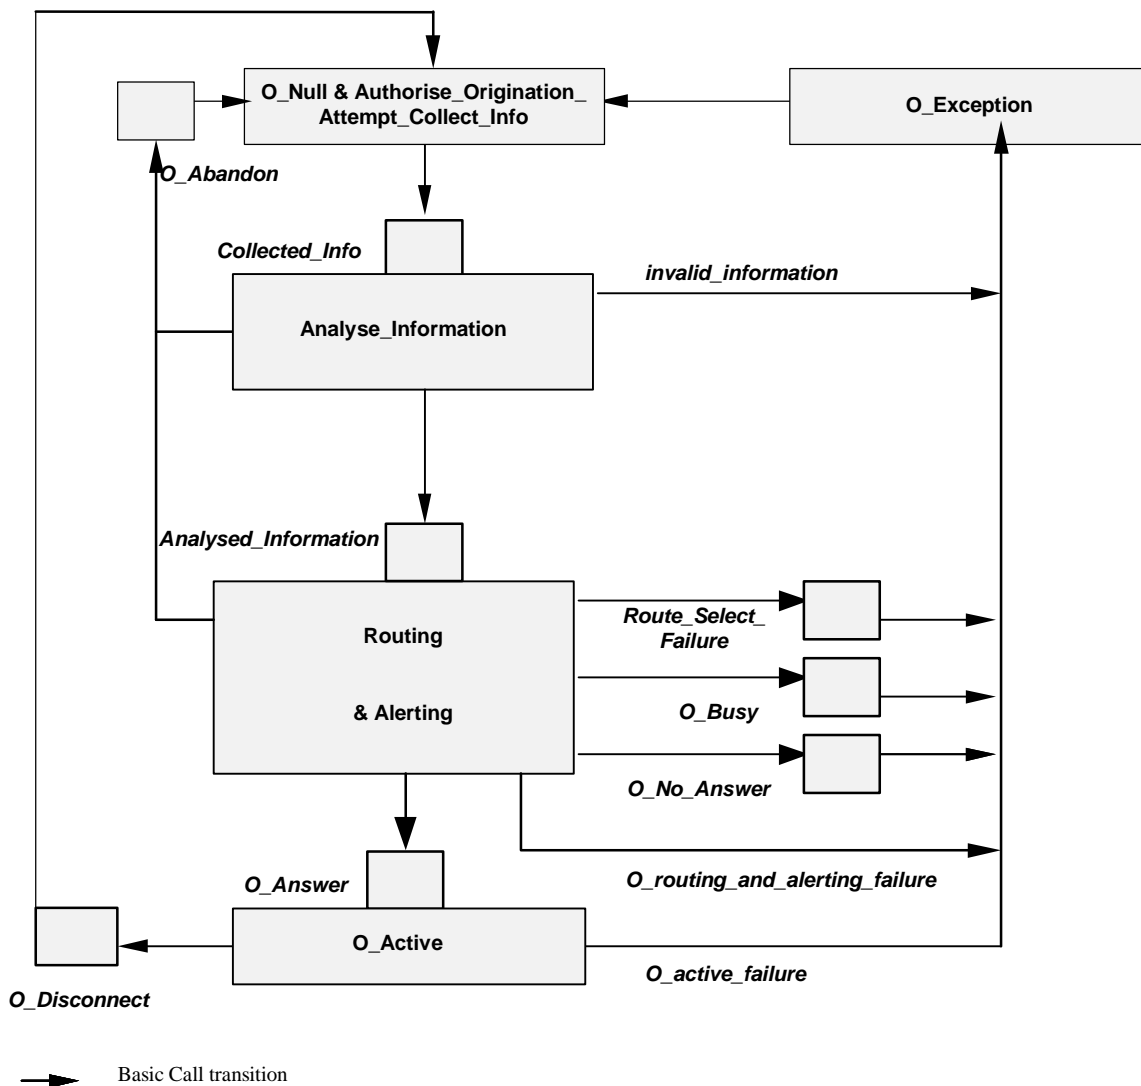 O_Null & Authorise_Origination_
Attempt_Collect_Info
O_Exception
O_Abandon
Collected_Info
invalid_information
Analyse_Information
Analysed_Information
Routing
& Alerting
Route_Select_
Failure
O_Busy
O_No_Answer
O_routing_and_alerting_failure
O_Answer
O_Active
O_active_failure
O_Disconnect
Basic Call transition